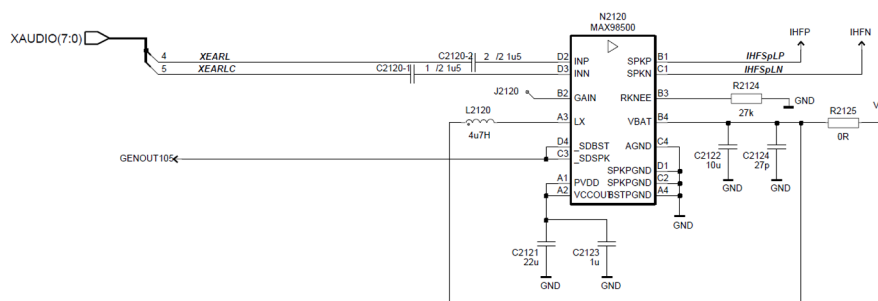 N2120
MAX98500
XAUDIO(7:0)
IHFP
IHFN
4
XEARL
C2120-2
2
/2 1u5
D2
INP
SPKP
B1
IHFSpLP
5
XEARLC
C2120-1
1
/2 1u5
D3
INN
SPKN
C1
IHFSpLN
J2120
B2
GAIN
RKNEE
B3
R2124
27k
GND
L2120
4u7H
A3
LX
VBAT
B4
R2125
0R
V
GENOUT105
D4
_SDBST
C3
_SDSPK
AGND
C4
C2122
10u
GND
C2124
27p
GND
SPKPGND
D1
A1
PVDD
SPKPGND
C2
A2
VCCOUT
BSTPGND
A4
GND
C2121
22u
GND
C2123
1u
GND